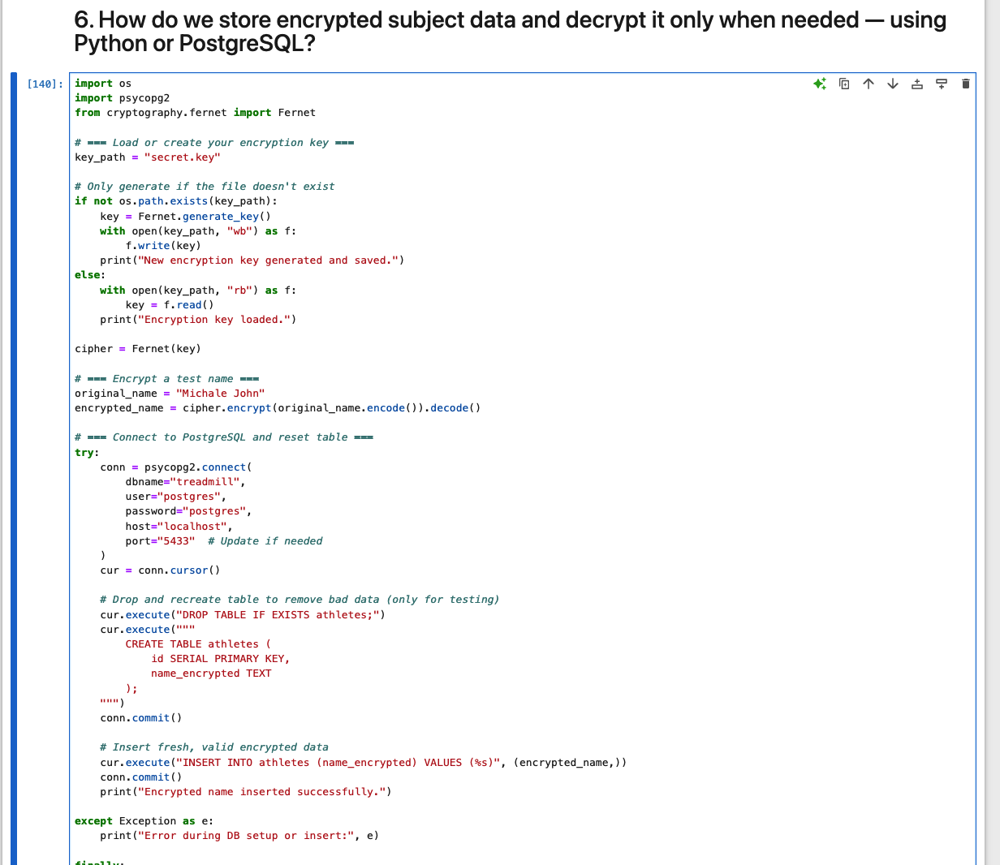 6. How do we store encrypted subject data and decrypt it only when needed — using
Python or PostgreSQL?
[140]:
import os
import psycopg2
from cryptography.fernet import Fernet
# === Load or create your encryption key ===
key_path = "secret.key"
# Only generate if the file doesn't exist
if not os.path.exists(key_path):
    key = Fernet.generate_key()
    with open(key_path, "wb") as f:
        f.write(key)
    print("New encryption key generated and saved.")
else:
    with open(key_path, "rb") as f:
        key = f.read()
    print("Encryption key loaded.")
cipher = Fernet(key)
# === Encrypt a test name ===
original_name = "Michale John"
encrypted_name = cipher.encrypt(original_name.encode()).decode()
# === Connect to PostgreSQL and reset table ===
try:
    conn = psycopg2.connect(
        dbname="treadmill",
        user="postgres",
        password="postgres",
        host="localhost",
        port="5433"  # Update if needed
    )
    cur = conn.cursor()
    # Drop and recreate table to remove bad data (only for testing)
    cur.execute("DROP TABLE IF EXISTS athletes;")
    cur.execute("""
        CREATE TABLE athletes (
            id SERIAL PRIMARY KEY,
            name_encrypted TEXT
        );
    """)
    conn.commit()
    # Insert fresh, valid encrypted data
    cur.execute("INSERT INTO athletes (name_encrypted) VALUES (%s)", (encrypted_name,))
    conn.commit()
    print("Encrypted name inserted successfully.")
except Exception as e:
    print("Error during DB setup or insert:", e)
finally: